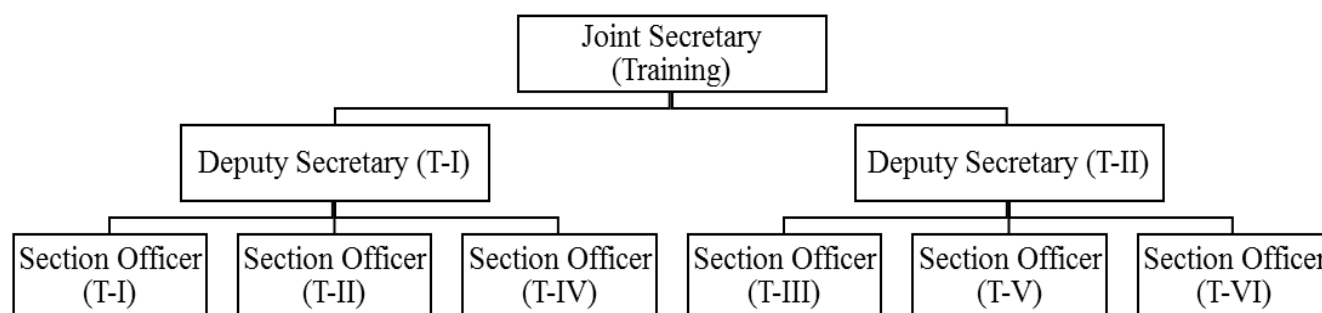 Joint Secretary
(Training)
Deputy Secretary (T-I)
Deputy Secretary (T-II)
Section Officer
(T-I)
Section Officer
(T-II)
Section Officer
(T-IV)
Section Officer
(T-III)
Section Officer
(T-V)
Section Officer
(T-VI)